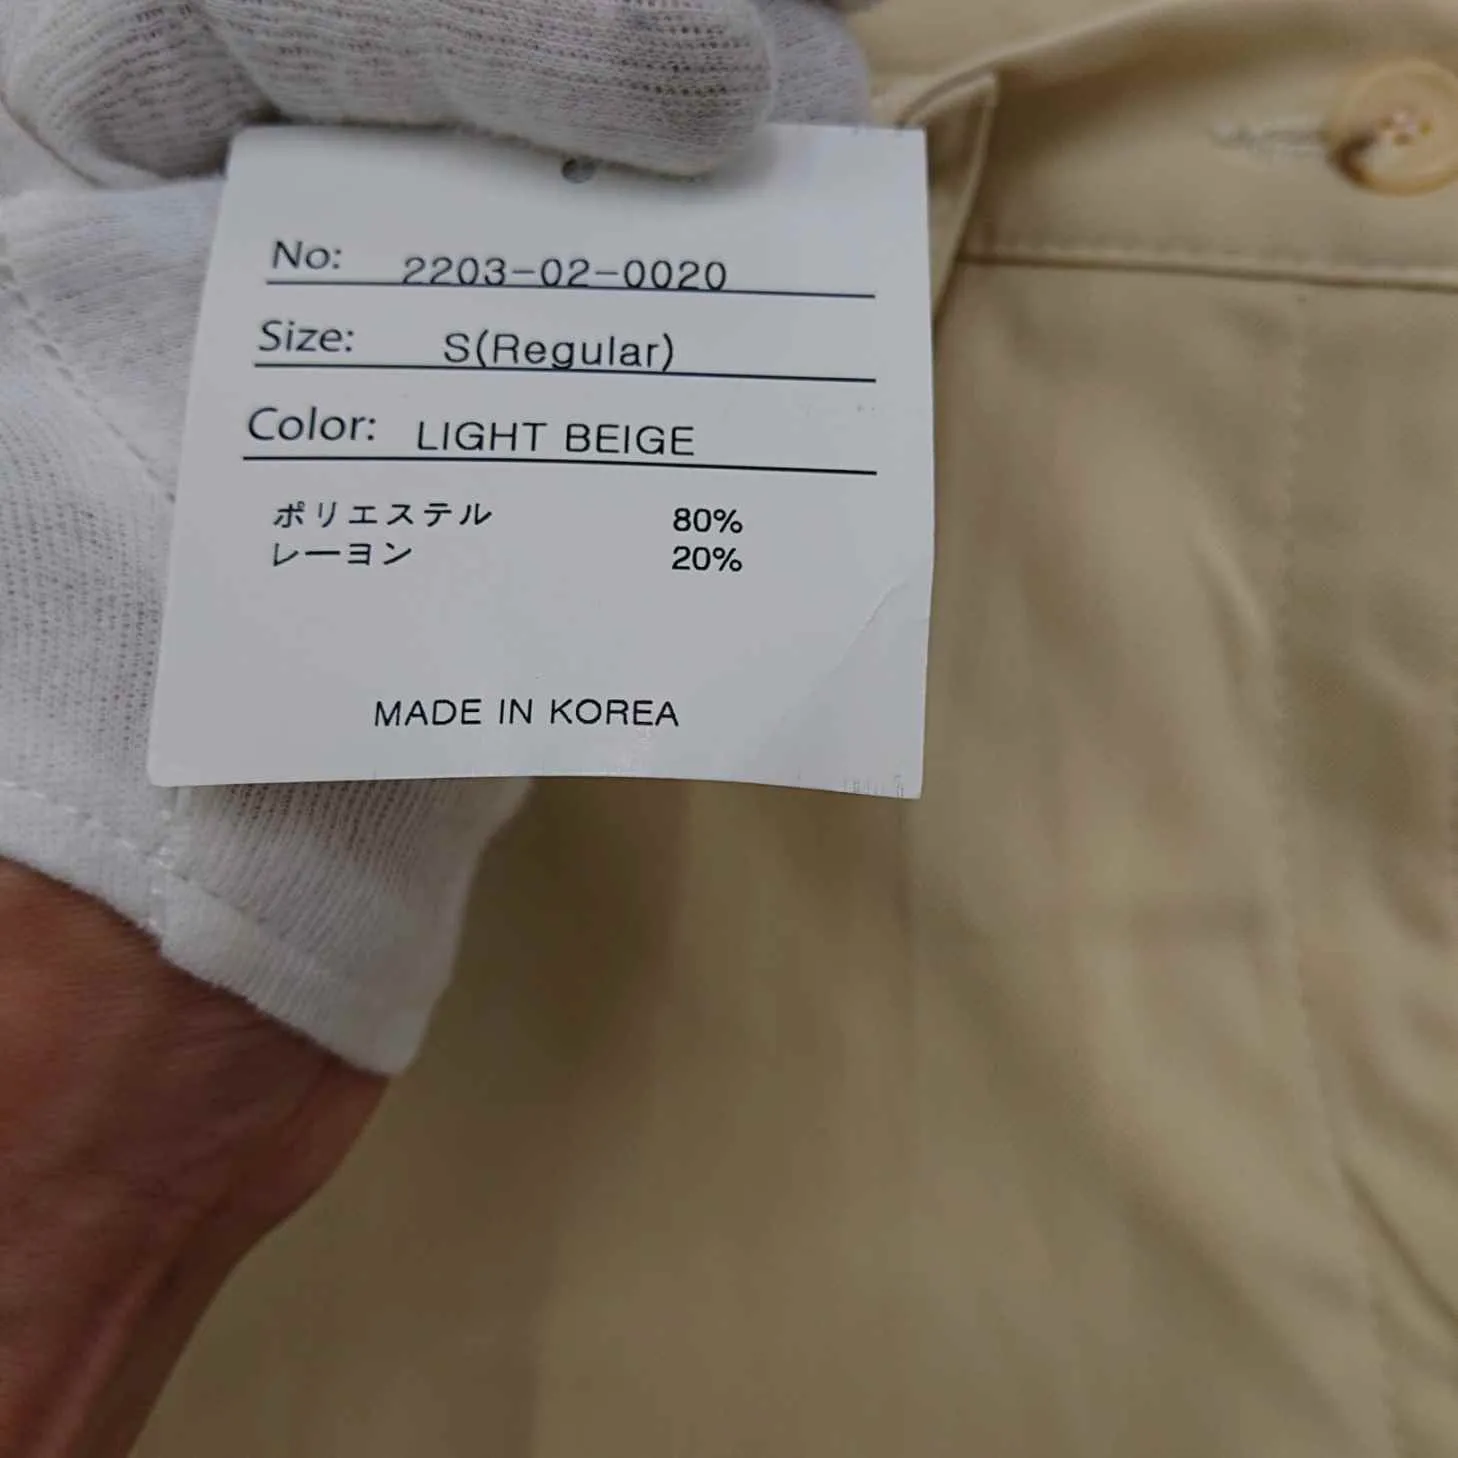 No: 2203-02-0020
Size: S(Regular)
Color: LIGHT BEIGE
ポリエステル 80%
レーヨン 20%
MADE IN KOREA